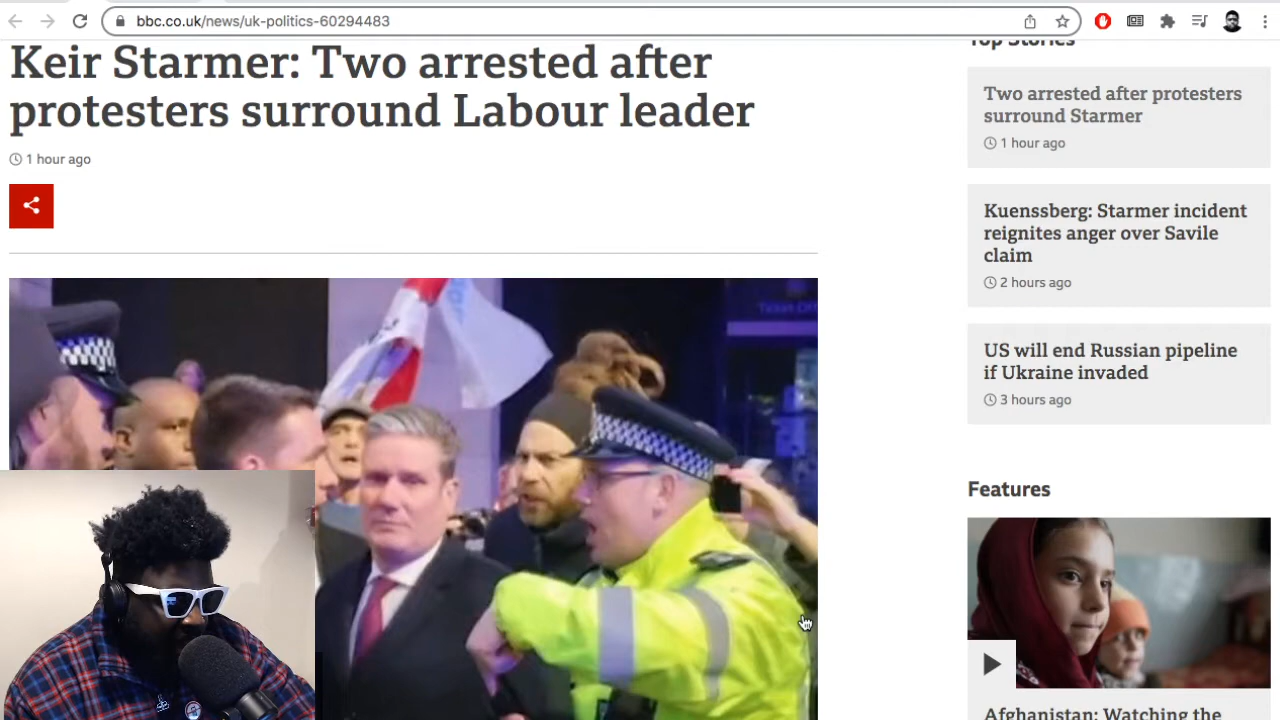 bbc.co.uk/news/uk-politics-60294483
Keir Starmer: Two arrested after
protesters surround Labour leader
1 hour ago
Top Stories
Two arrested after protesters
surround Starmer
1 hour ago
Kuenssberg: Starmer incident
reignites anger over Savile
claim
2 hours ago
US will end Russian pipeline
if Ukraine invaded
3 hours ago
Features
Afghanistan: Watching the